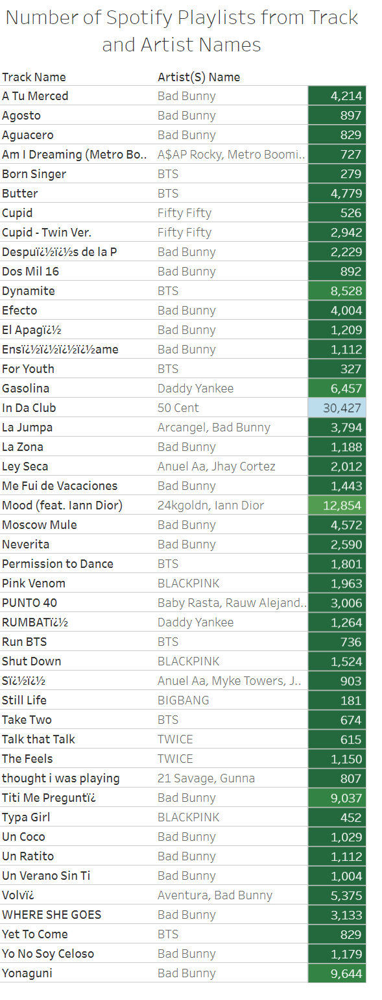 Number of Spotify Playlists from Track
and Artist Names
Track Name Artist(S) Name
A Tu Merced Bad Bunny 4,214
Agosto Bad Bunny 897
Aguacero Bad Bunny 829
Am I Dreaming (Metro Bo.. A$AP Rocky, Metro Boomi.. 727
Born Singer BTS 279
Butter BTS 4,779
Cupid Fifty Fifty 526
Cupid - Twin Ver. Fifty Fifty 2,942
Despuï¿½ï¿½s de la P Bad Bunny 2,229
Dos Mil 16 Bad Bunny 892
Dynamite BTS 8,528
Efecto Bad Bunny 4,004
El Apagï¿½ Bad Bunny 1,209
Ensï¿½ï¿½ï¿½ï¿½ame Bad Bunny 1,112
For Youth BTS 327
Gasolina Daddy Yankee 6,457
In Da Club 50 Cent 30,427
La Jumpa Arcangel, Bad Bunny 3,794
La Zona Bad Bunny 1,188
Ley Seca Anuel Aa, Jhay Cortez 2,012
Me Fui de Vacaciones Bad Bunny 1,443
Mood (feat. Iann Dior) 24kgoldn, Iann Dior 12,854
Moscow Mule Bad Bunny 4,572
Neverita Bad Bunny 2,590
Permission to Dance BTS 1,801
Pink Venom BLACKPINK 1,963
PUNTO 40 Baby Rasta, Rauw Alejand.. 3,006
RUMBATï¿½ Daddy Yankee 1,264
Run BTS BTS 736
Shut Down BLACKPINK 1,524
Sï¿½ï¿½ Anuel Aa, Myke Towers, J.. 903
Still Life BIGBANG 181
Take Two BTS 674
Talk that Talk TWICE 615
The Feels TWICE 1,150
thought i was playing 21 Savage, Gunna 807
Titi Me Preguntï¿ Bad Bunny 9,037
Typa Girl BLACKPINK 452
Un Coco Bad Bunny 1,029
Un Ratito Bad Bunny 1,112
Un Verano Sin Ti Bad Bunny 1,004
Volvï¿ Aventura, Bad Bunny 5,375
WHERE SHE GOES Bad Bunny 3,133
Yet To Come BTS 829
Yo No Soy Celoso Bad Bunny 1,179
Yonaguni Bad Bunny 9,644